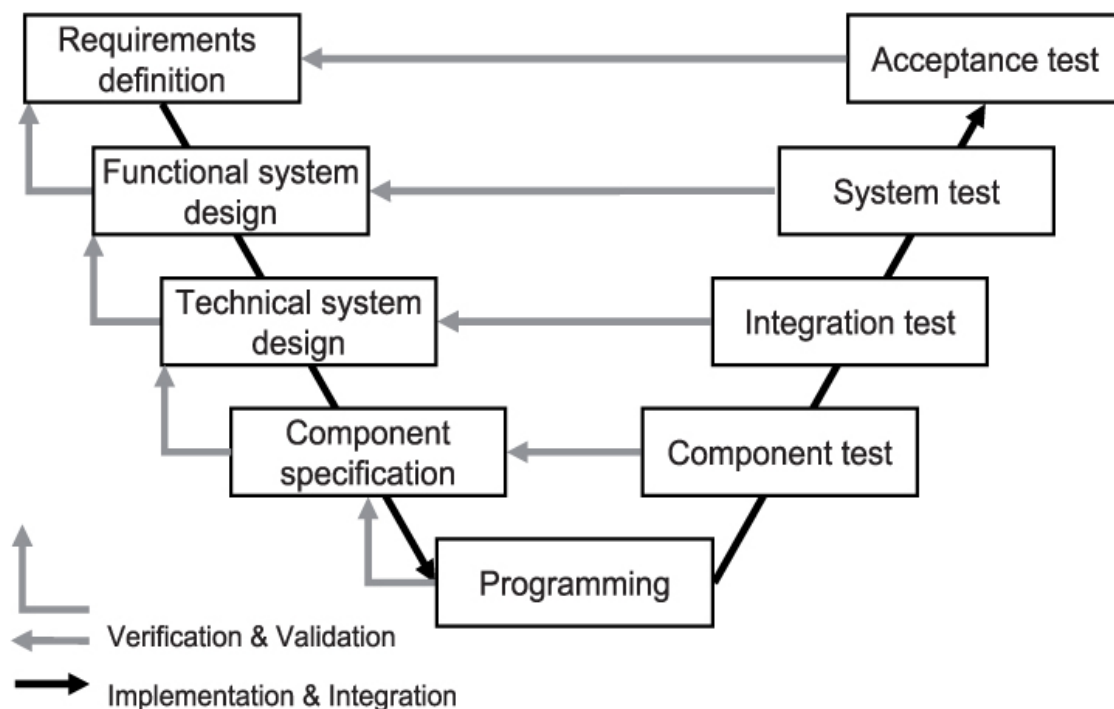 Requirements
definition
Acceptance test
Functional system
design
System test
Technical system
design
Integration test
Component
specification
Component test
Programming
Verification & Validation
Implementation & Integration